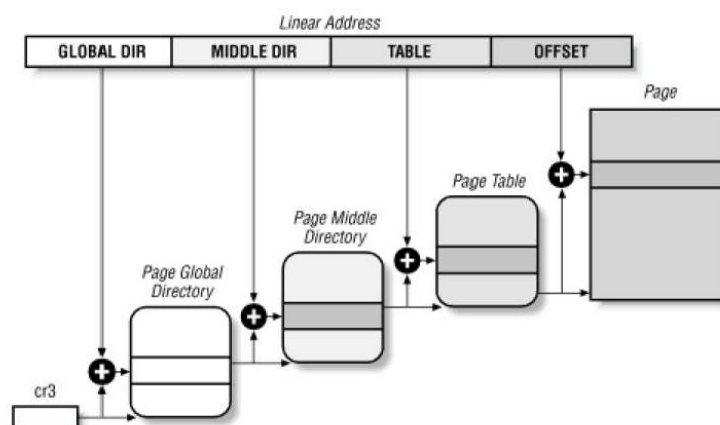 Linear Address
GLOBAL DIR
MIDDLE DIR
TABLE
OFFSET
Page
Page Table
Page Middle
Directory
Page Global
Directory
cr3